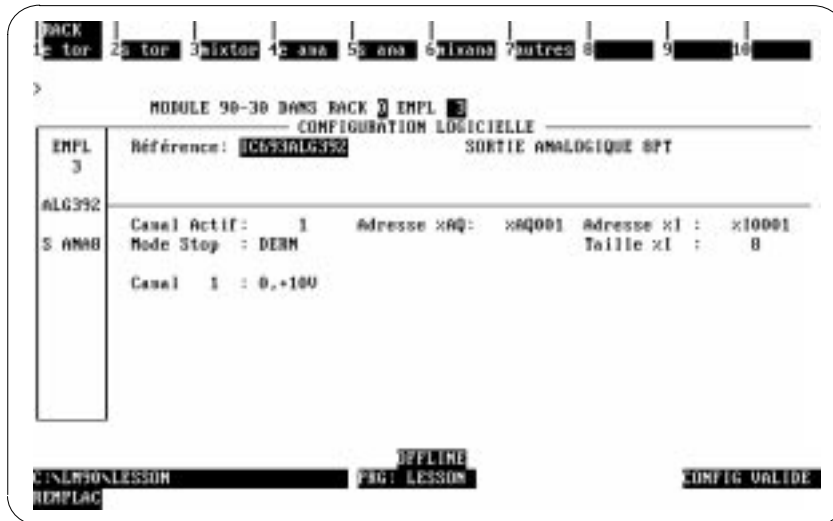 RACK
1e tor 2s tor 3mixtor 4e ana 5s ana 6mixana 7autres 8 9 10
>
MODULE 90-30 DANS RACK 0 EMPL 3
CONFIGURATION LOGICIELLE
EMPL Référence: IC693ALG392 SORTIE ANALOGIQUE 8PT
3
ALG392
Canal Actif: 1 Adresse %AQ: %AQ001 Adresse %I : %I0001
S ANA8 Mode Stop : DERN Taille %I : 8
Canal 1 : 0,+10V
OFFLINE
C:\LM90\LESSON PRG: LESSON CONFIG VALIDE
REMPLAC